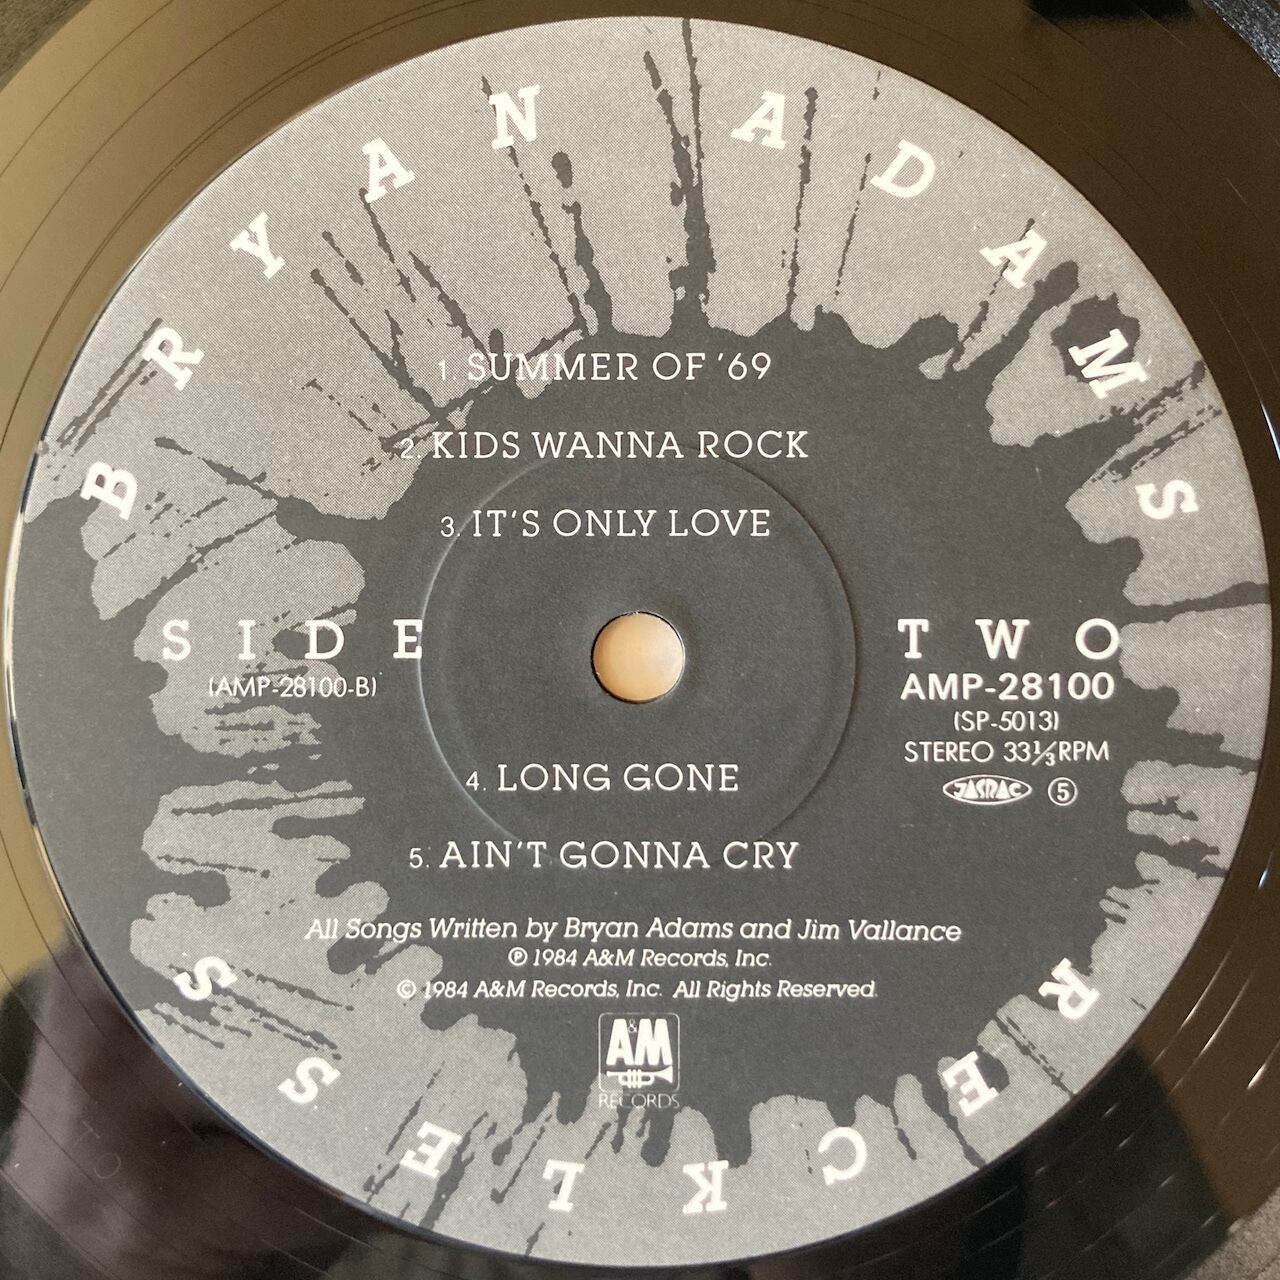 BRYAN ADAMS
1. SUMMER OF '69
2. KIDS WANNA ROCK
3. IT'S ONLY LOVE
SIDE TWO
(AMP-28100-B)
AMP-28100
(SP-5013)
STEREO 33⅓RPM
JASRAC ⑤
4. LONG GONE
5. AIN'T GONNA CRY
All Songs Written by Bryan Adams and Jim Vallance
℗ 1984 A&M Records, Inc.
© 1984 A&M Records, Inc. All Rights Reserved.
A&M
RECORDS
RECKLESS